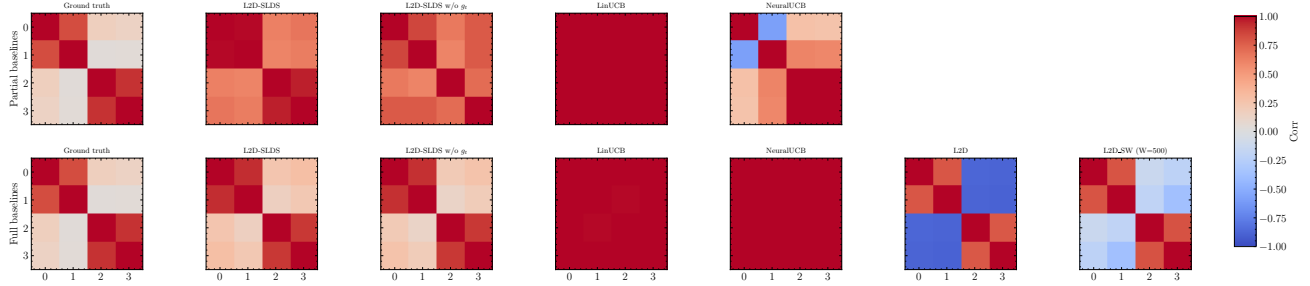 Ground truth
L2D-SLDS
L2D-SLDS w/o g_t
LinUCB
NeuralUCB
Partial baselines
0
1
2
3
Ground truth
L2D-SLDS
L2D-SLDS w/o g_t
LinUCB
NeuralUCB
L2D
L2D_SW (W=500)
Full baselines
0
1
2
3
0 1 2 3
0 1 2 3
0 1 2 3
0 1 2 3
0 1 2 3
0 1 2 3
0 1 2 3
1.00
0.75
0.50
0.25
0.00
−0.25
−0.50
−0.75
−1.00
Corr